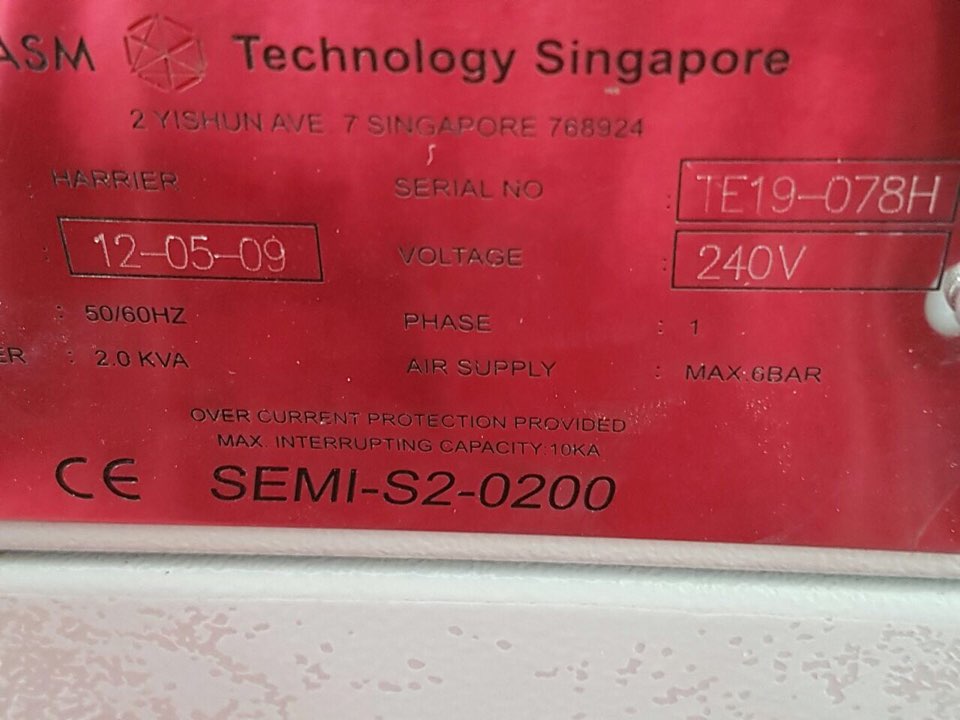 ASM Technology Singapore
2 YISHUN AVE. 7 SINGAPORE 768924
HARRIER SERIAL NO : TE19-078H
: 12-05-09 VOLTAGE : 240V
: 50/60HZ PHASE : 1
ER : 2.0 KVA AIR SUPPLY : MAX.6BAR
OVER CURRENT PROTECTION PROVIDED
MAX. INTERRUPTING CAPACITY:10KA
CE SEMI-S2-0200